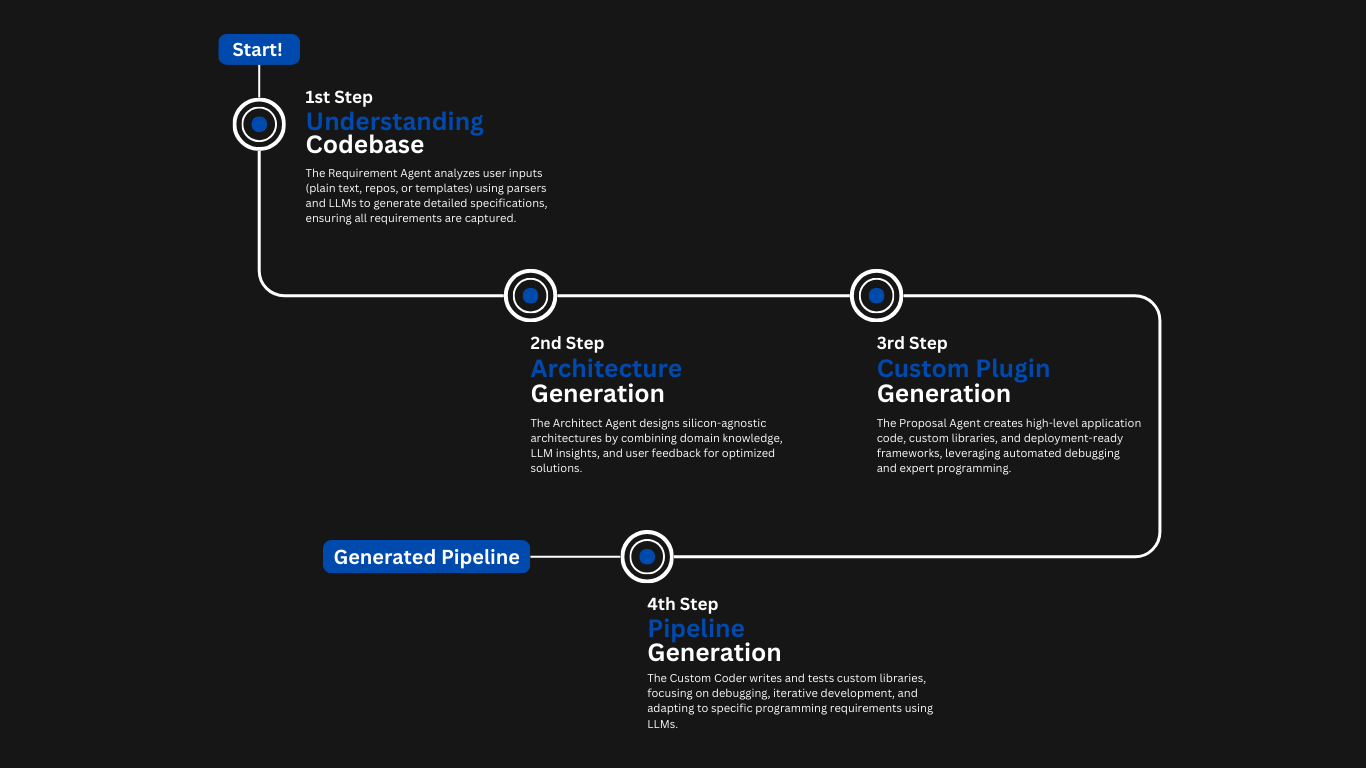 Start!
1st Step
Understanding
Codebase
The Requirement Agent analyzes user inputs
(plain text, repos, or templates) using parsers
and LLMs to generate detailed specifications,
ensuring all requirements are captured.
2nd Step
Architecture
Generation
The Architect Agent designs silicon-agnostic
architectures by combining domain knowledge,
LLM insights, and user feedback for optimized
solutions.
3rd Step
Custom Plugin
Generation
The Proposal Agent creates high-level application
code, custom libraries, and deployment-ready
frameworks, leveraging automated debugging
and expert programming.
Generated Pipeline
4th Step
Pipeline
Generation
The Custom Coder writes and tests custom libraries,
focusing on debugging, iterative development, and
adapting to specific programming requirements using
LLMs.